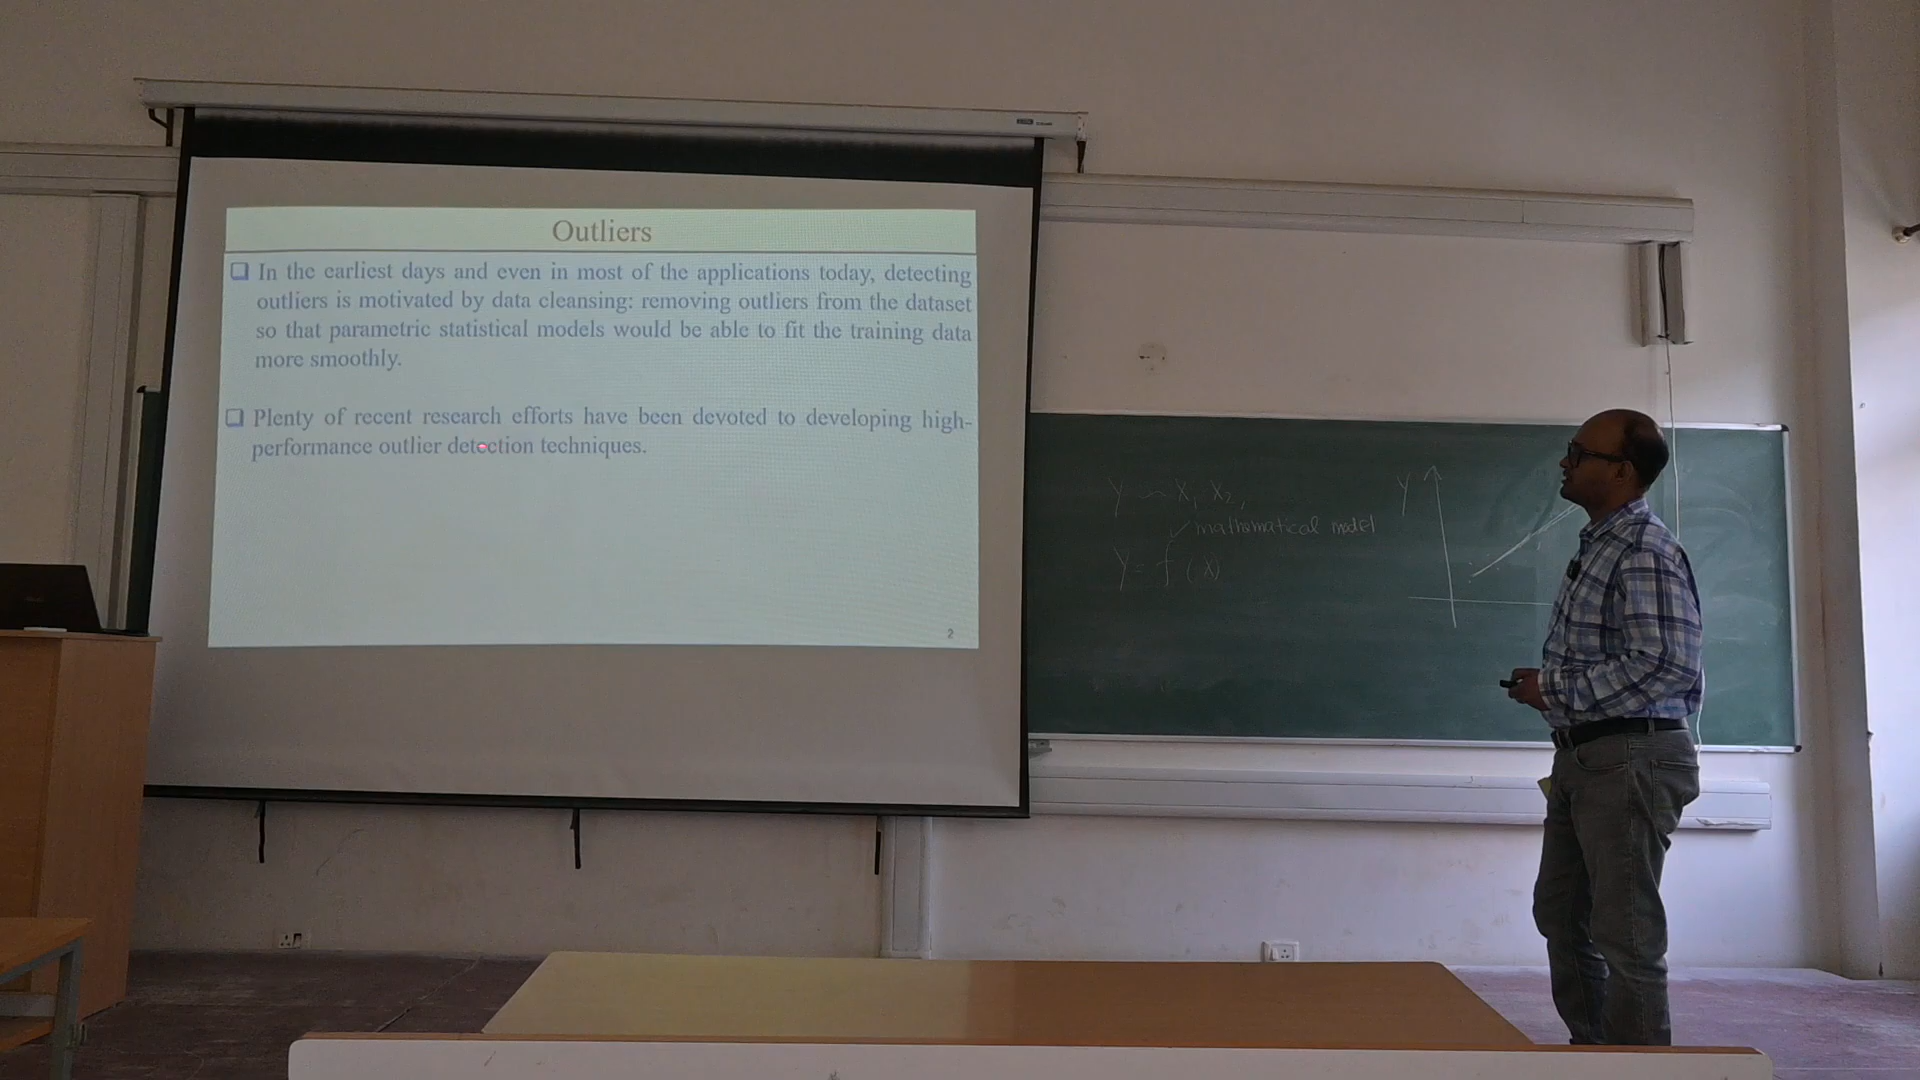 Outliers
❑ In the earliest days and even in most of the applications today, detecting
outliers is motivated by data cleansing: removing outliers from the dataset
so that parametric statistical models would be able to fit the training data
more smoothly.
❑ Plenty of recent research efforts have been devoted to developing high-
performance outlier detection techniques.
2
Y ~ X₁ X₂,
mathematical model
Y = f (X)
Y